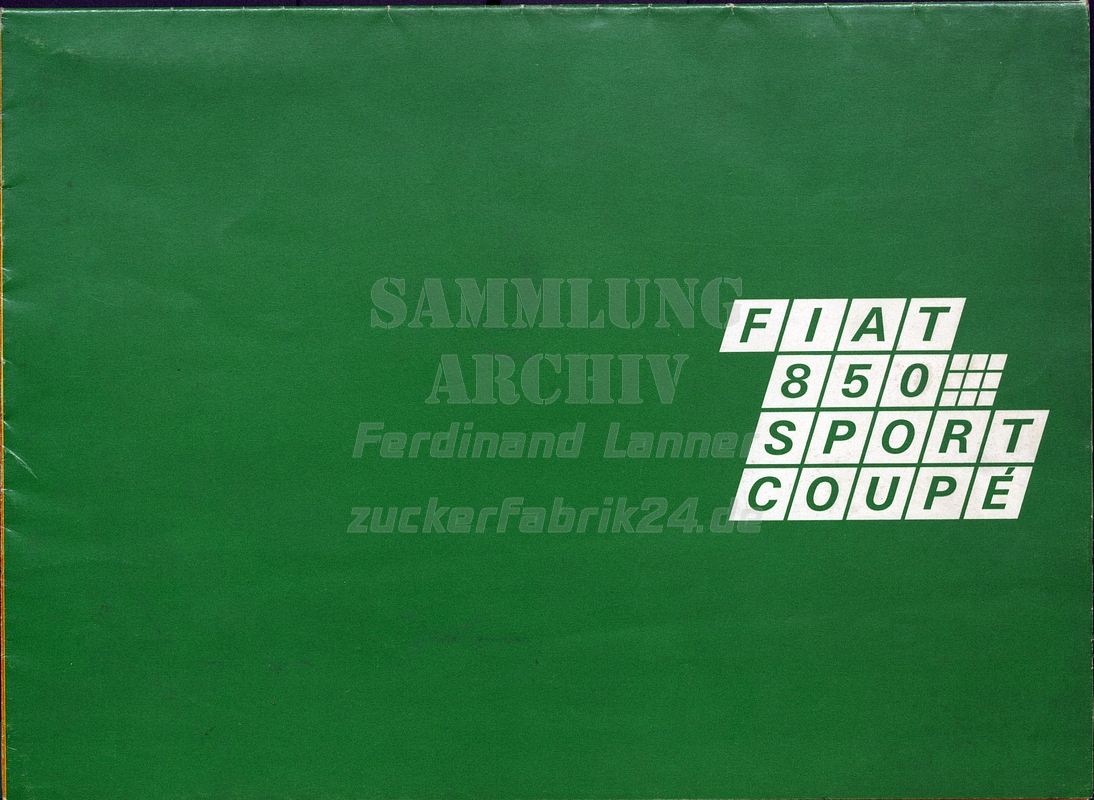 SAMMLUNG
ARCHIV
Ferdinand Lanner
zuckerfabrik24.de
FIAT
850
SPORT
COUPÉ